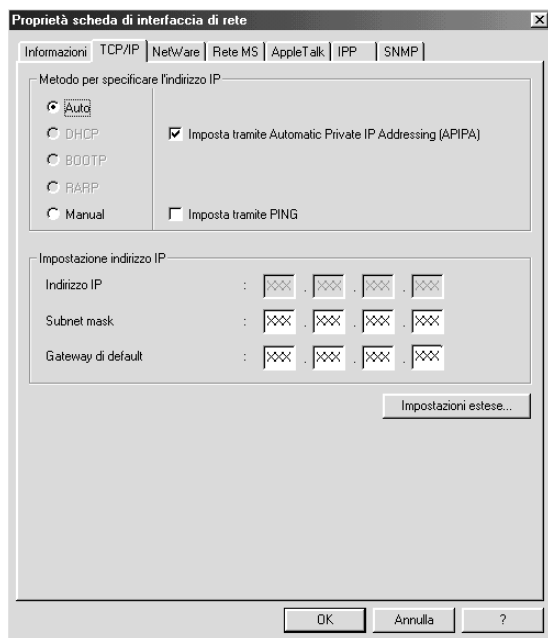 Proprietà scheda di interfaccia di rete
Informazioni TCP/IP NetWare Rete MS AppleTalk IPP SNMP
Metodo per specificare l'indirizzo IP
Auto
DHCP Imposta tramite Automatic Private IP Addressing (APIPA)
BOOTP
RARP
Manual Imposta tramite PING
Impostazione indirizzo IP
Indirizzo IP : XXX . XXX . XXX . XXX
Subnet mask : XXX . XXX . XXX . XXX
Gateway di default : XXX . XXX . XXX . XXX
Impostazioni estese...
OK Annulla ?